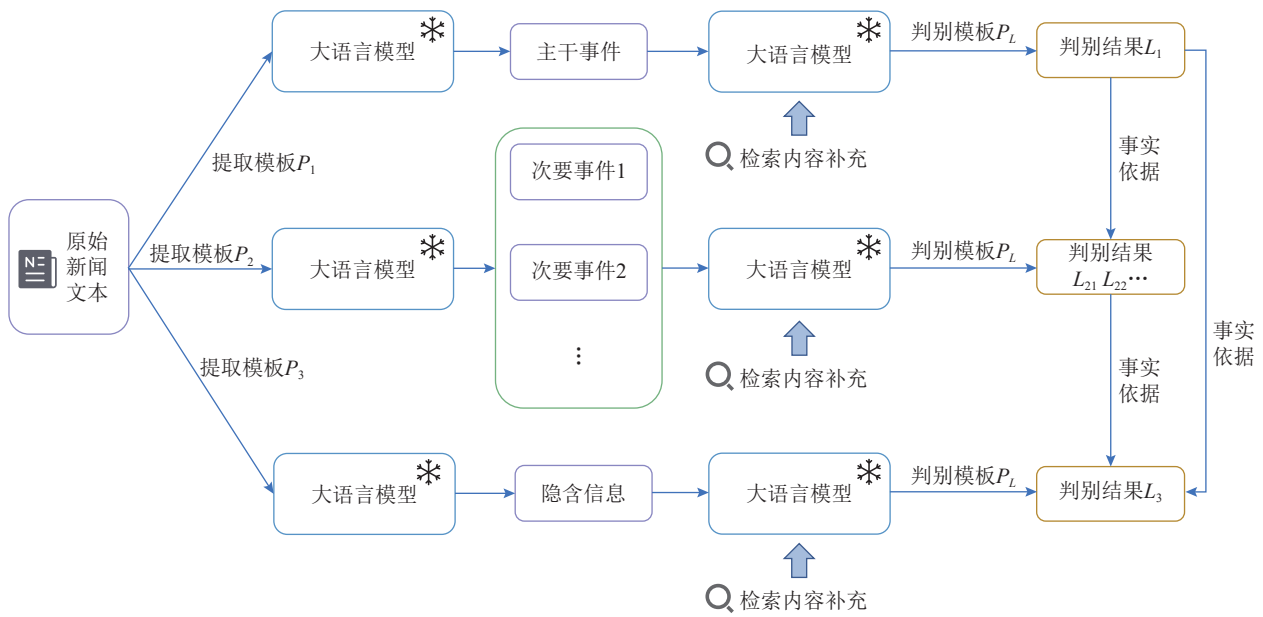 大语言模型
主干事件
大语言模型
判别模板P_L
判别结果L_1
检索内容补充
提取模板P_1
事实
依据
次要事件1
原始
新闻
文本
NE
提取模板P_2
大语言模型
次要事件2
大语言模型
判别模板P_L
判别结果
L_21 L_22…
⋮
检索内容补充
提取模板P_3
事实
依据
事实
依据
大语言模型
隐含信息
大语言模型
判别模板P_L
判别结果L_3
检索内容补充